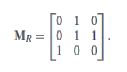 M_R = [0 1 0
0 1 1
1 0 0].